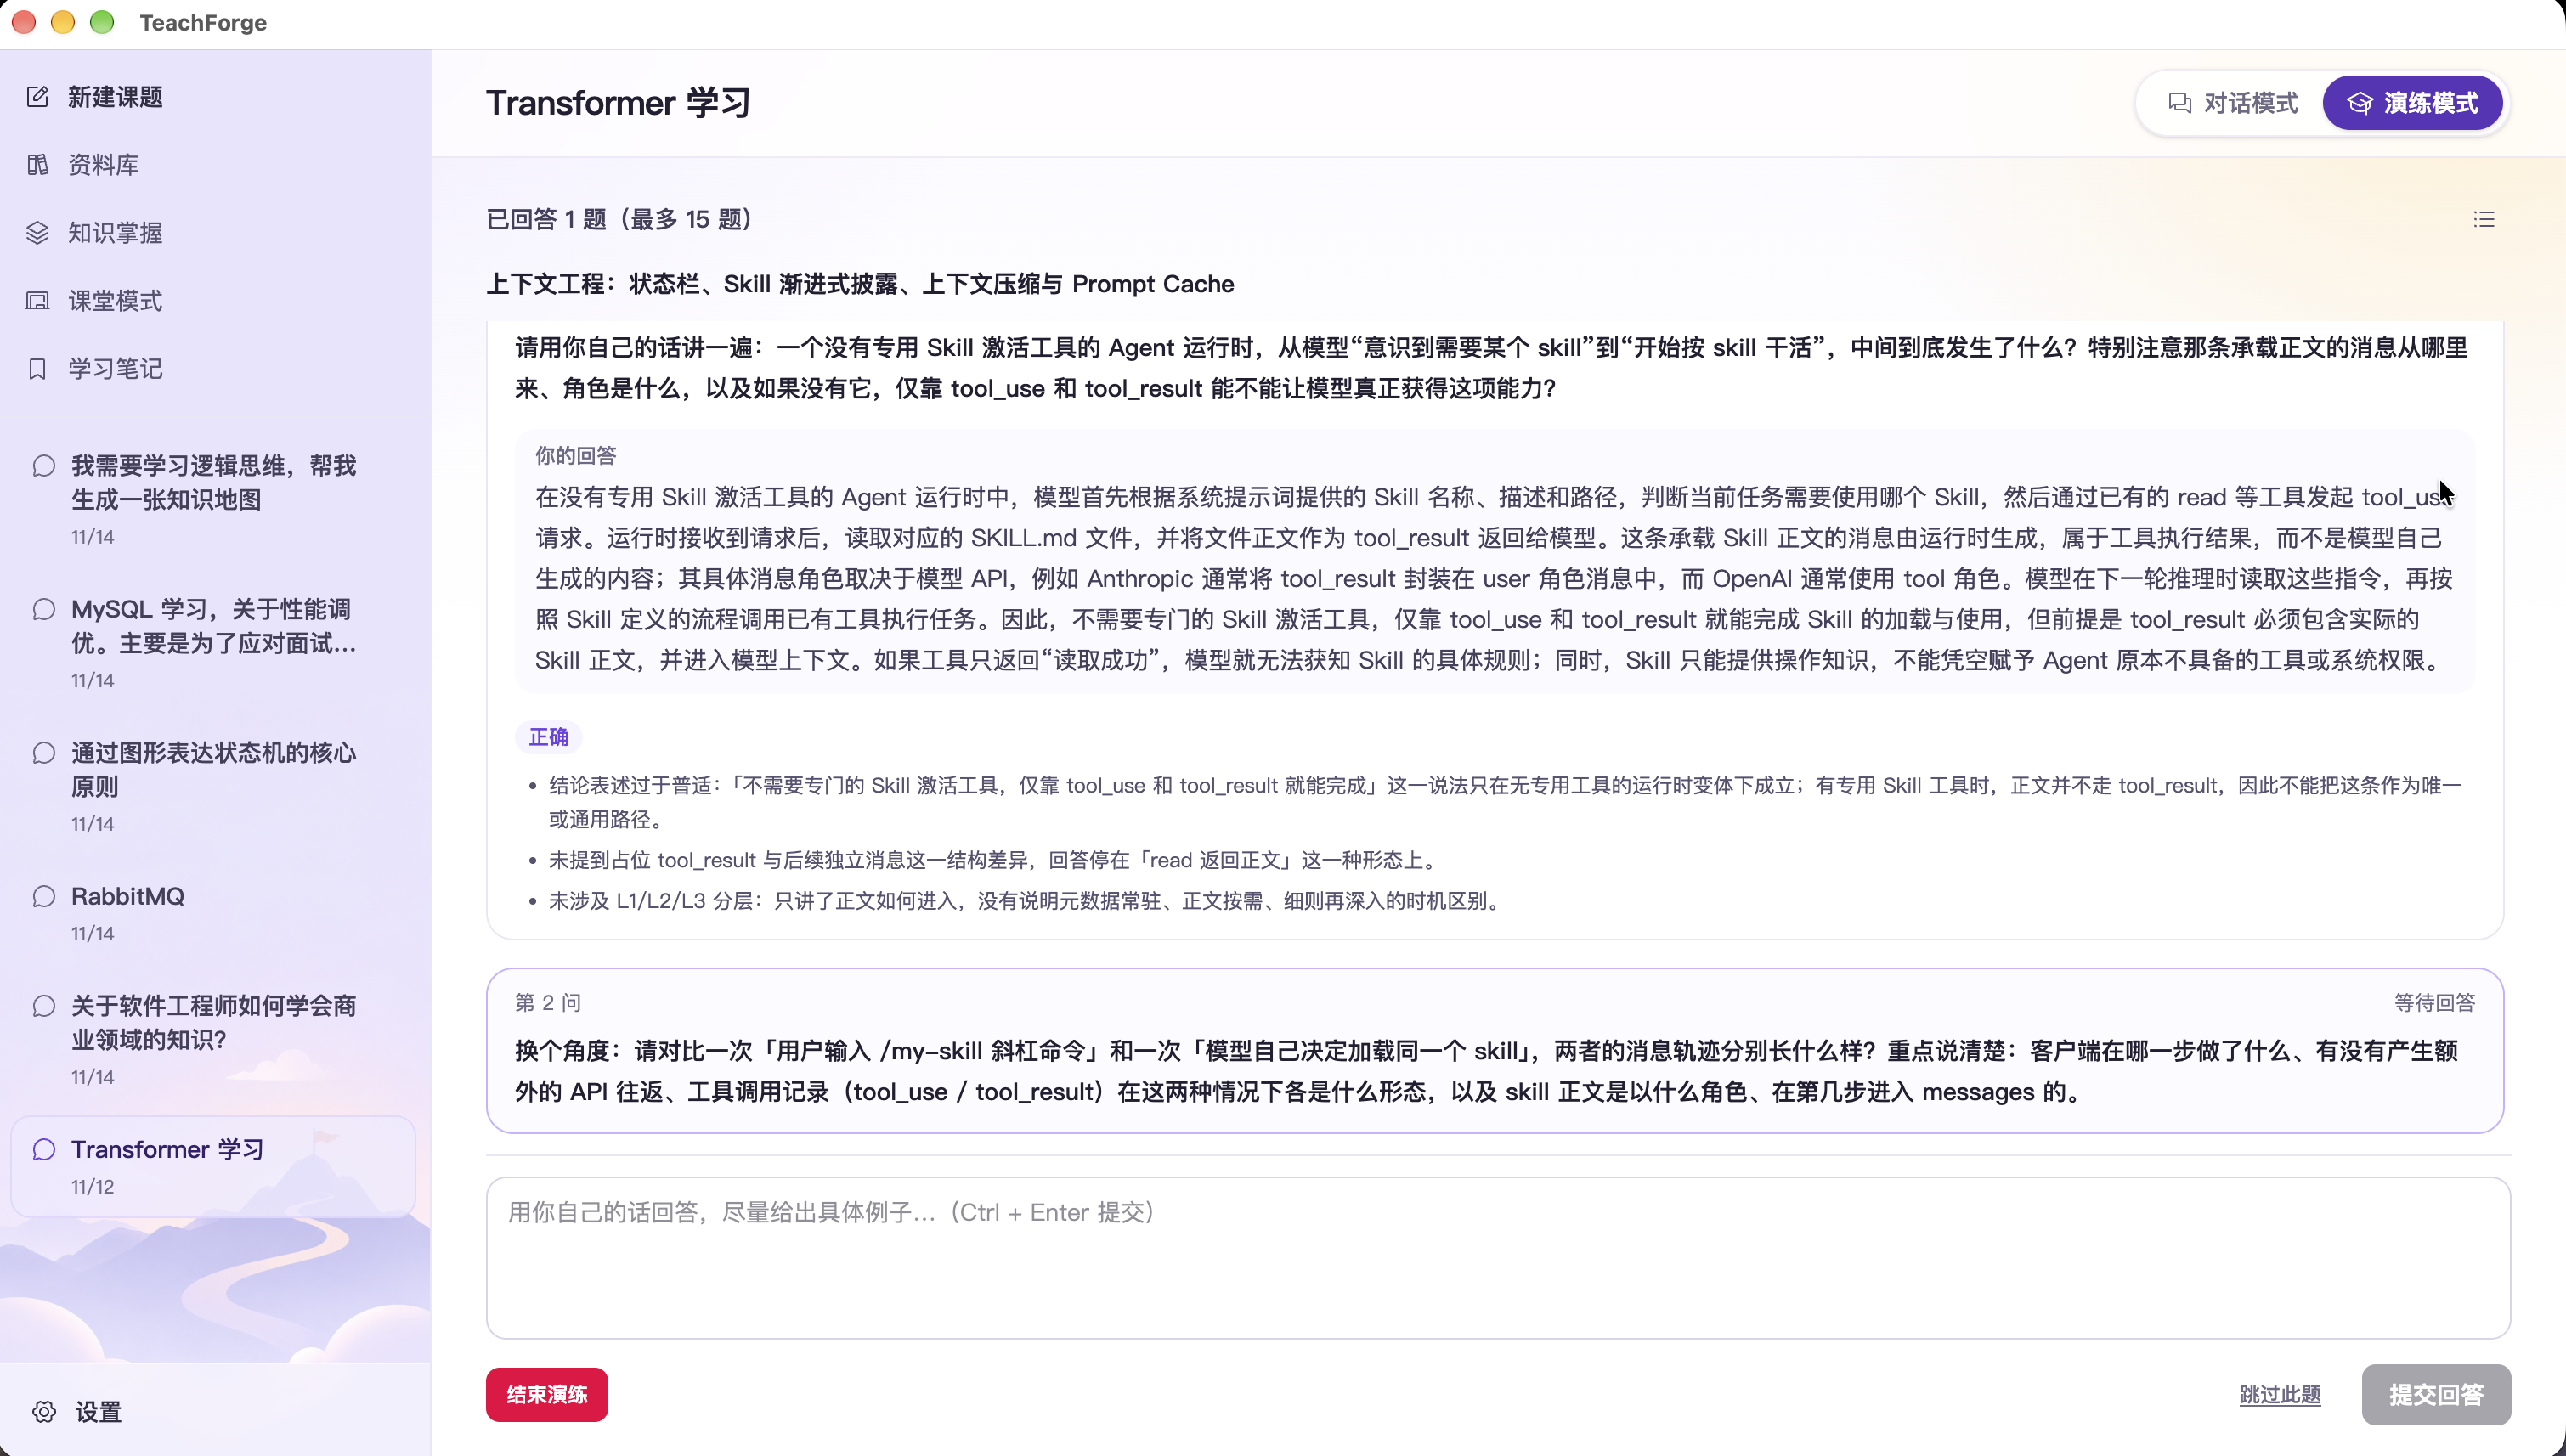 TeachForge
新建课题
资料库
知识掌握
课堂模式
学习笔记
我需要学习逻辑思维，帮我
生成一张知识地图
11/14
MySQL 学习，关于性能调
优。主要是为了应对面试...
11/14
通过图形表达状态机的核心
原则
11/14
RabbitMQ
11/14
关于软件工程师如何学会商
业领域的知识？
11/14
Transformer 学习
11/12
设置
Transformer 学习
对话模式
演练模式
已回答 1 题（最多 15 题）
上下文工程：状态栏、Skill 渐进式披露、上下文压缩与 Prompt Cache
请用你自己的话讲一遍：一个没有专用 Skill 激活工具的 Agent 运行时，从模型“意识到需要某个 skill”到“开始按 skill 干活”，中间到底发生了什么？特别注意那条承载正文的消息从哪里
来、角色是什么，以及如果没有它，仅靠 tool_use 和 tool_result 能不能让模型真正获得这项能力？
你的回答
在没有专用 Skill 激活工具的 Agent 运行时中，模型首先根据系统提示词提供的 Skill 名称、描述和路径，判断当前任务需要使用哪个 Skill，然后通过已有的 read 等工具发起 tool_use
请求。运行时接收到请求后，读取对应的 SKILL.md 文件，并将文件正文作为 tool_result 返回给模型。这条承载 Skill 正文的消息由运行时生成，属于工具执行结果，而不是模型自己
生成的内容；其具体消息角色取决于模型 API，例如 Anthropic 通常将 tool_result 封装在 user 角色消息中，而 OpenAI 通常使用 tool 角色。模型在下一轮推理时读取这些指令，再按
照 Skill 定义的流程调用已有工具执行任务。因此，不需要专门的 Skill 激活工具，仅靠 tool_use 和 tool_result 就能完成 Skill 的加载与使用，但前提是 tool_result 必须包含实际的
Skill 正文，并进入模型上下文。如果工具只返回“读取成功”，模型就无法获知 Skill 的具体规则；同时，Skill 只能提供操作知识，不能凭空赋予 Agent 原本不具备的工具或系统权限。
正确
• 结论表述过于普适：「不需要专门的 Skill 激活工具，仅靠 tool_use 和 tool_result 就能完成」这一说法只在无专用工具的运行时变体下成立；有专用 Skill 工具时，正文并不走 tool_result，因此不能把这条作为唯一
或通用路径。
• 未提到占位 tool_result 与后续独立消息这一结构差异，回答停在「read 返回正文」这一种形态上。
• 未涉及 L1/L2/L3 分层：只讲了正文如何进入，没有说明元数据常驻、正文按需、细则再深入的时机区别。
第 2 问
等待回答
换个角度：请对比一次「用户输入 /my-skill 斜杠命令」和一次「模型自己决定加载同一个 skill」，两者的消息轨迹分别长什么样？重点说清楚：客户端在哪一步做了什么、有没有产生额
外的 API 往返、工具调用记录（tool_use / tool_result）在这两种情况下各是什么形态，以及 skill 正文是以什么角色、在第几步进入 messages 的。
用你自己的话回答，尽量给出具体例子...（Ctrl + Enter 提交）
结束演练
跳过此题
提交回答